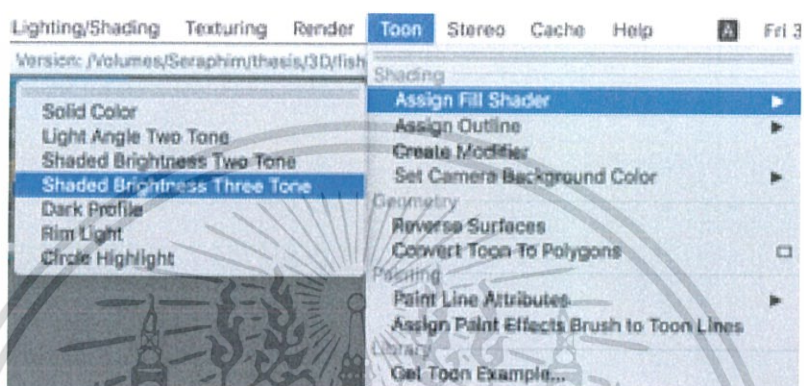 Lighting/Shading Texturing Render Toon Stereo Cache Help A Fri 3
Version: /Volumes/Seraphim/thesis/3D/fish
Solid Color
Light Angle Two Tone
Shaded Brightness Two Tone
Shaded Brightness Three Tone
Dark Profile
Rim Light
Circle Highlight
Shading
Assign Fill Shader
Assign Outline
Create Modifier
Set Camera Background Color
Geometry
Reverse Surfaces
Convert Toon To Polygons
Painting
Paint Line Attributes
Assign Paint Effects Brush to Toon Lines
Library
Get Toon Example...